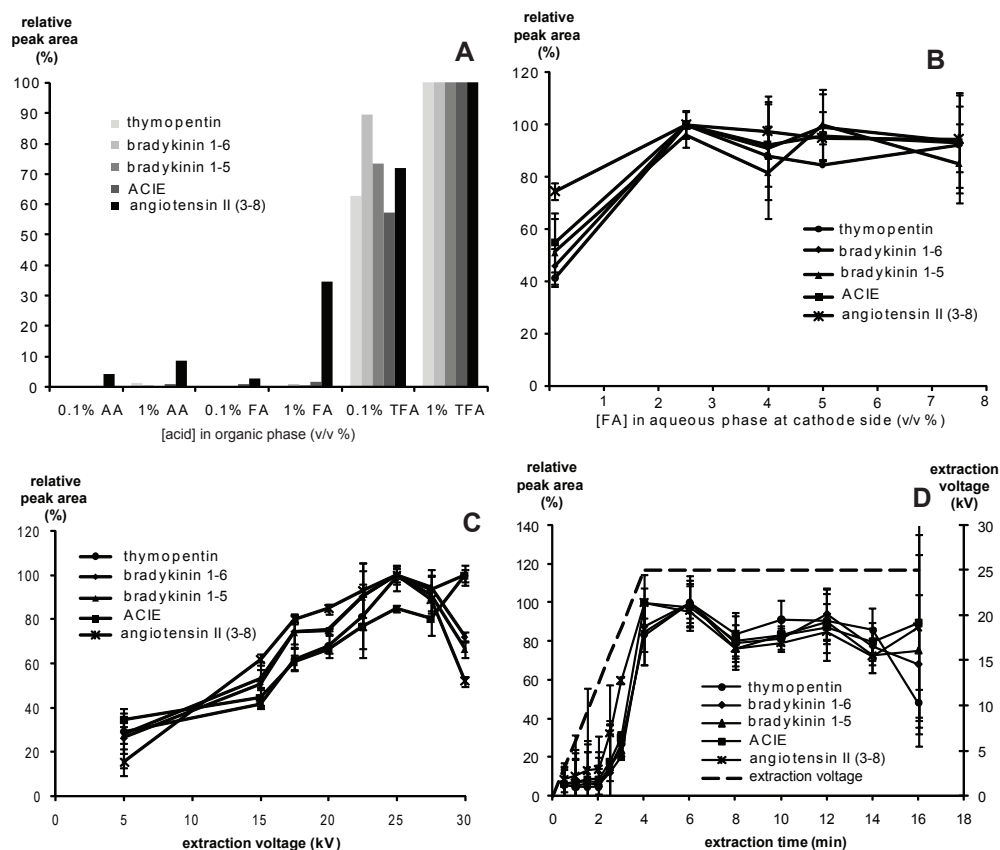 relative
peak area
(%)
A
100
90
80
70
60
50
40
30
20
10
0
thymopentin
bradykinin 1-6
bradykinin 1-5
ACIE
angiotensin II (3-8)
0.1% AA 1% AA 0.1% FA 1% FA 0.1% TFA 1% TFA
[acid] in organic phase (v/v %)
relative
peak area
(%)
B
120
100
80
60
40
20
0
thymopentin
bradykinin 1-6
bradykinin 1-5
ACIE
angiotensin II (3-8)
1 2 3 4 5 6 7 8
[FA] in aqueous phase at cathode side (v/v %)
relative
peak area
(%)
C
120
100
80
60
40
20
0
thymopentin
bradykinin 1-6
bradykinin 1-5
ACIE
angiotensin II (3-8)
0 5 10 15 20 25 30
extraction voltage (kV)
relative
peak area
(%)
extraction
voltage
(kV)
D
140
120
100
80
60
40
20
0
30
25
20
15
10
5
0
thymopentin
bradykinin 1-6
bradykinin 1-5
ACIE
angiotensin II (3-8)
extraction voltage
0 2 4 6 8 10 12 14 16 18
extraction time (min)